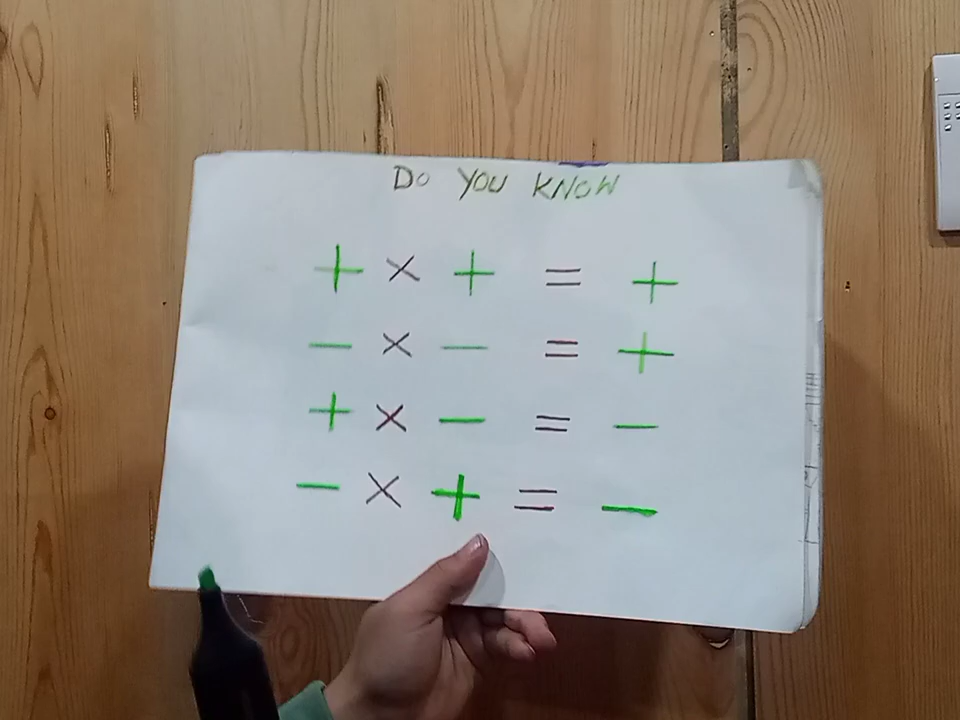 Do YOU KNOW
+ × + = +
− × − = +
+ × − = −
− × + = −